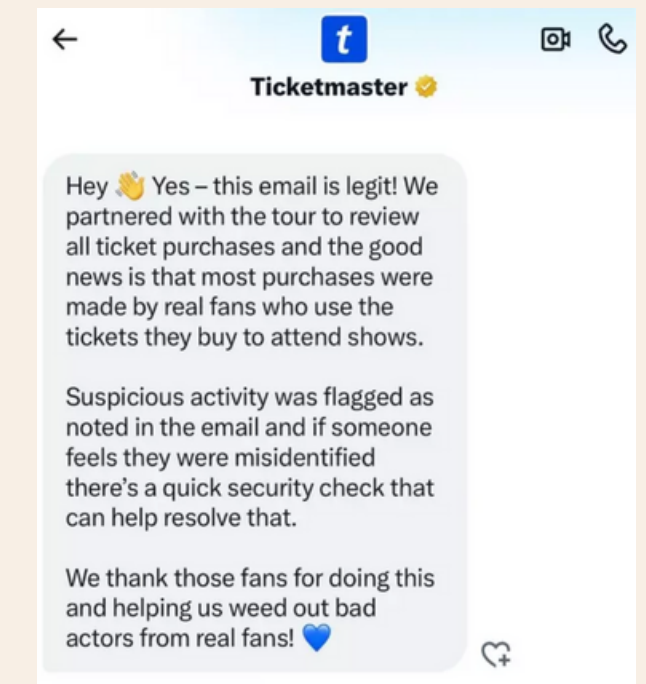 t
Ticketmaster
Hey 👋 Yes – this email is legit! We
partnered with the tour to review
all ticket purchases and the good
news is that most purchases were
made by real fans who use the
tickets they buy to attend shows.
Suspicious activity was flagged as
noted in the email and if someone
feels they were misidentified
there’s a quick security check that
can help resolve that.
We thank those fans for doing this
and helping us weed out bad
actors from real fans! 💙